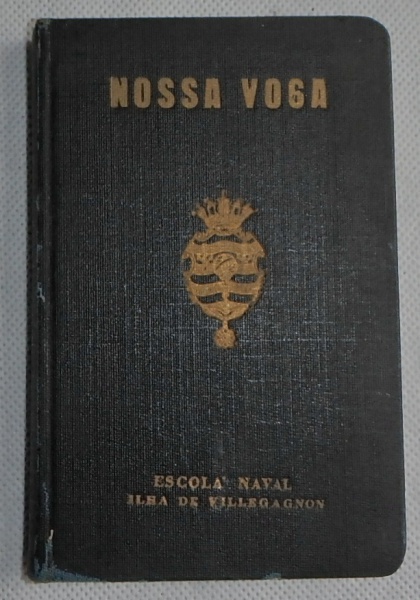 NOSSA VOGA
ESCOLA NAVAL
ILHA DE VILLEGAGNON